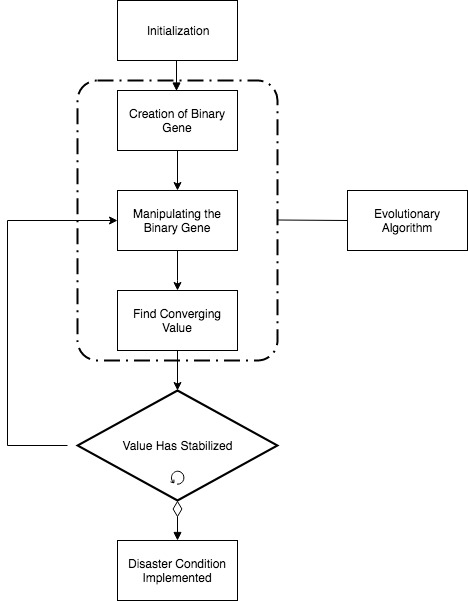 Initialization
Creation of Binary
Gene
Manipulating the
Binary Gene
Evolutionary
Algorithm
Find Converging
Value
Value Has Stabilized
Disaster Condition
Implemented